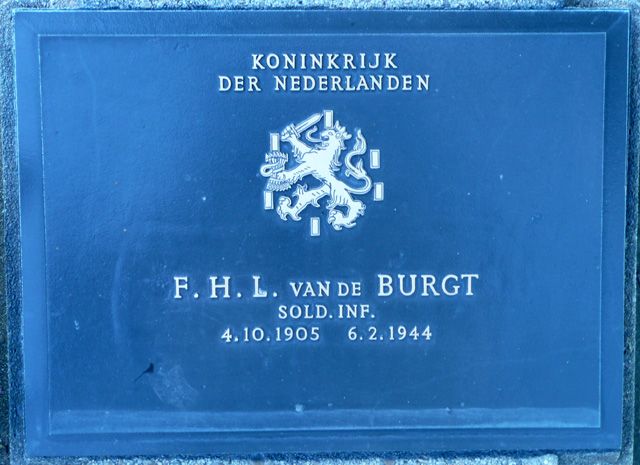 KONINKRIJK
DER NEDERLANDEN
F. H. L. VAN DE BURGT
SOLD. INF.
4.10.1905 6.2.1944